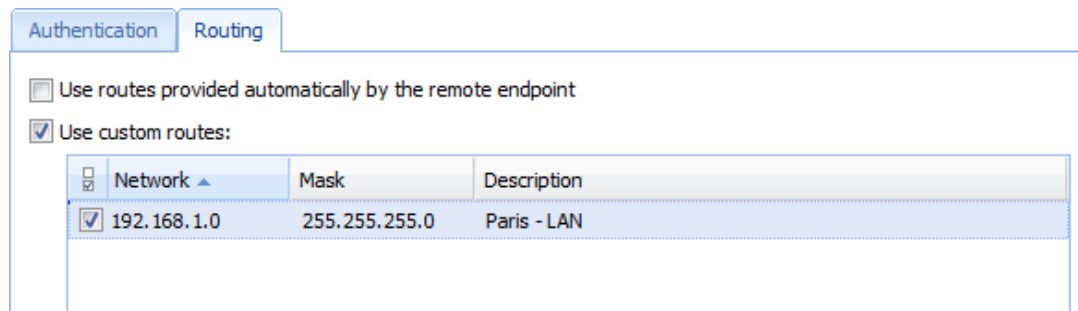 Authentication Routing
Use routes provided automatically by the remote endpoint
Use custom routes:
Network Mask Description
192.168.1.0 255.255.255.0 Paris - LAN